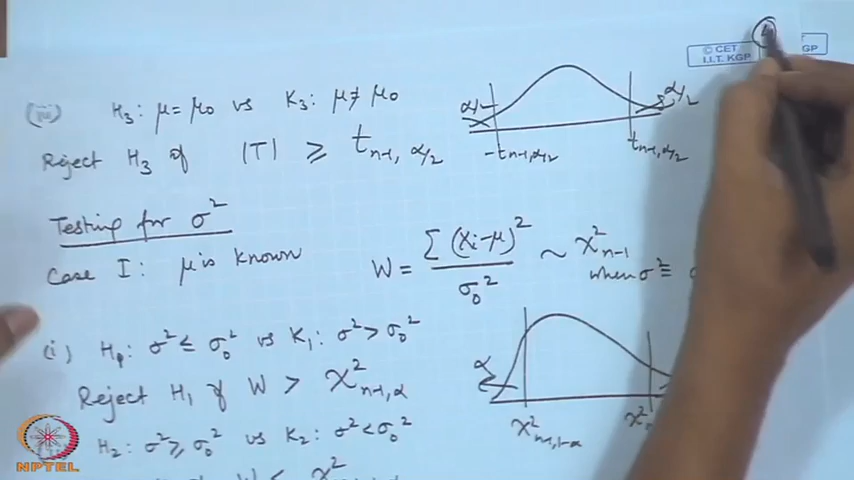 © CET
I.I.T. KGP
GP
4
(iii) H₃: μ = μ₀ vs K₃: μ ≠ μ₀
α/2 α/2
-t_{n-1, α/2} t_{n-1, α/2}
Reject H₃ if |T| ≥ t_{n-1, α/2}
Testing for σ²
Case I: μ is known W = Σ(Xi-μ)² / σ₀² ~ χ²_{n-1}
when σ² =
(i) H₁: σ² ≤ σ₀² vs K₁: σ² > σ₀²
Reject H₁ if W > χ²_{n-1, α}
α
χ²_{n-1, 1-α}
H₂: σ² ≥ σ₀² vs K₂: σ² < σ₀²
NPTEL